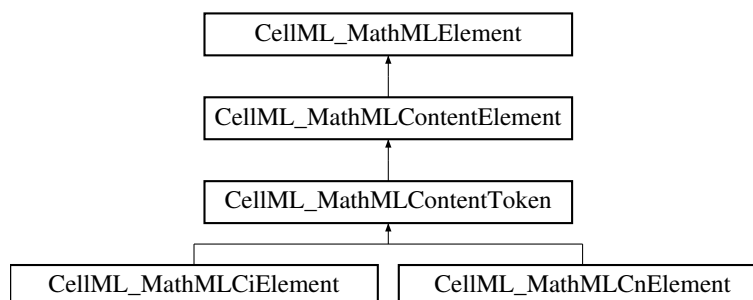 CellML_MathMLElement
CellML_MathMLContentElement
CellML_MathMLContentToken
CellML_MathMLCiElement
CellML_MathMLCnElement